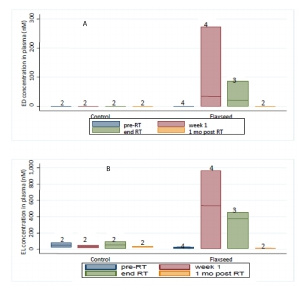 A
ED concentration in plasma (nM)
300
200
100
0
2 2 2 2 4 4 3 2
Control Flaxseed
pre-RT week 1
end RT 1 mo post RT
B
EL concentration in plasma (nM)
1,000
800
600
400
200
0
2 2 2 2 2 4 3 2
Control Flaxseed
pre-RT week 1
end RT 1 mo post RT